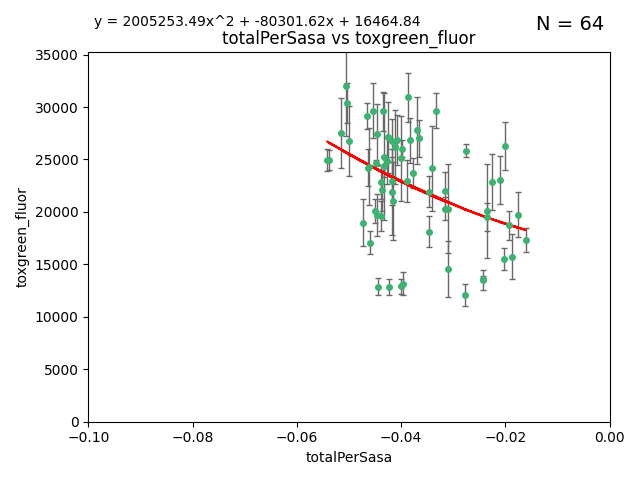 y = 2005253.49x^2 + -80301.62x + 16464.84
N = 64
totalPerSasa vs toxgreen_fluor
35000
30000
25000
20000
15000
10000
5000
0
toxgreen_fluor
−0.10
−0.08
−0.06
−0.04
−0.02
0.00
totalPerSasa